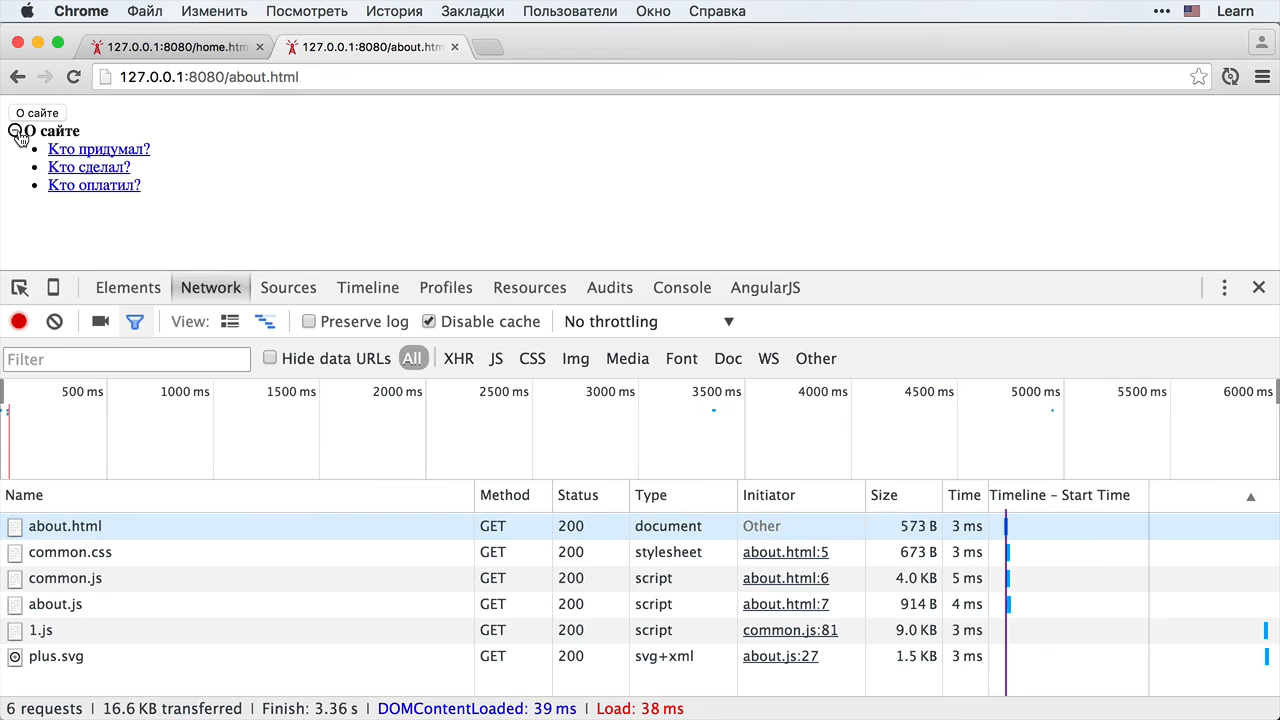 Chrome Файл Изменить Посмотреть История Закладки Пользователи Окно Справка ••• Learn
127.0.0.1:8080/home.htm 127.0.0.1:8080/about.htm
127.0.0.1:8080/about.html
О сайте
О сайте
Кто придумал?
Кто сделал?
Кто оплатил?
Elements Network Sources Timeline Profiles Resources Audits Console AngularJS
View: Preserve log Disable cache No throttling
Filter Hide data URLs All XHR JS CSS Img Media Font Doc WS Other
500 ms 1000 ms 1500 ms 2000 ms 2500 ms 3000 ms 3500 ms 4000 ms 4500 ms 5000 ms 5500 ms 6000 ms
Name Method Status Type Initiator Size Time Timeline – Start Time
about.html GET 200 document Other 573 B 3 ms
common.css GET 200 stylesheet about.html:5 673 B 3 ms
common.js GET 200 script about.html:6 4.0 KB 5 ms
about.js GET 200 script about.html:7 914 B 4 ms
1.js GET 200 script common.js:81 9.0 KB 3 ms
plus.svg GET 200 svg+xml about.js:27 1.5 KB 3 ms
6 requests | 16.6 KB transferred | Finish: 3.36 s | DOMContentLoaded: 39 ms | Load: 38 ms